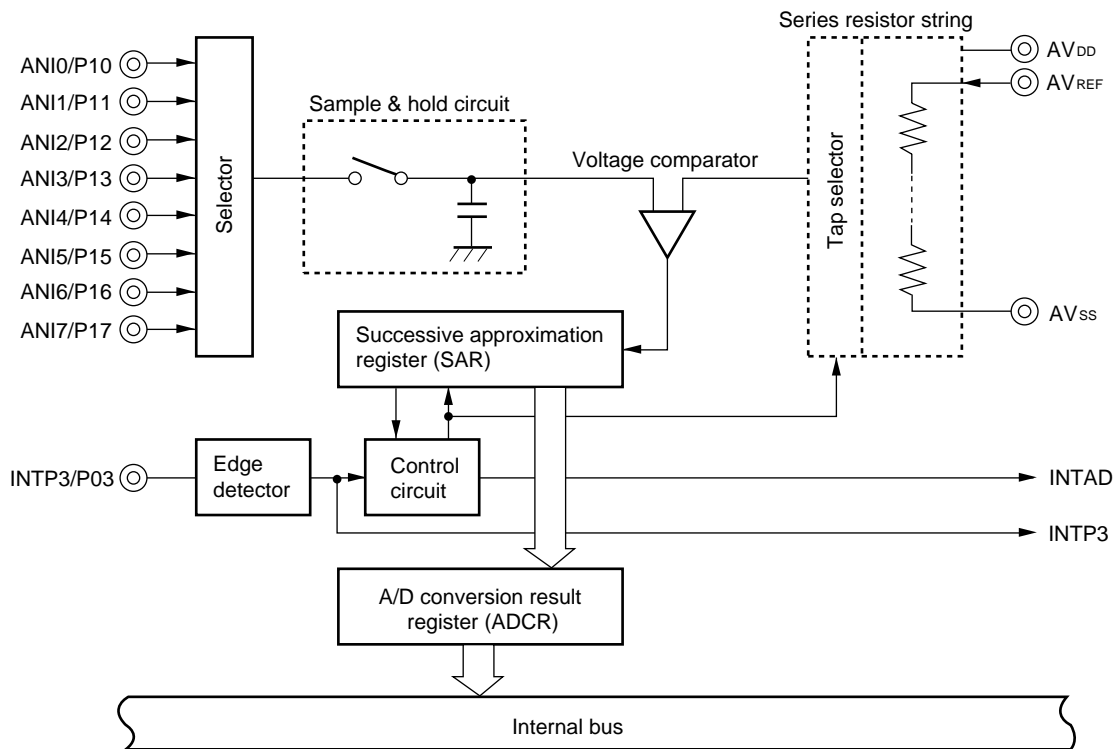 Series resistor string
ANI0/P10
ANI1/P11
ANI2/P12
ANI3/P13
ANI4/P14
ANI5/P15
ANI6/P16
ANI7/P17
Selector
Sample & hold circuit
Voltage comparator
Tap selector
AVDD
AVREF
AVSS
Successive approximation
register (SAR)
INTP3/P03
Edge
detector
Control
circuit
INTAD
INTP3
A/D conversion result
register (ADCR)
Internal bus